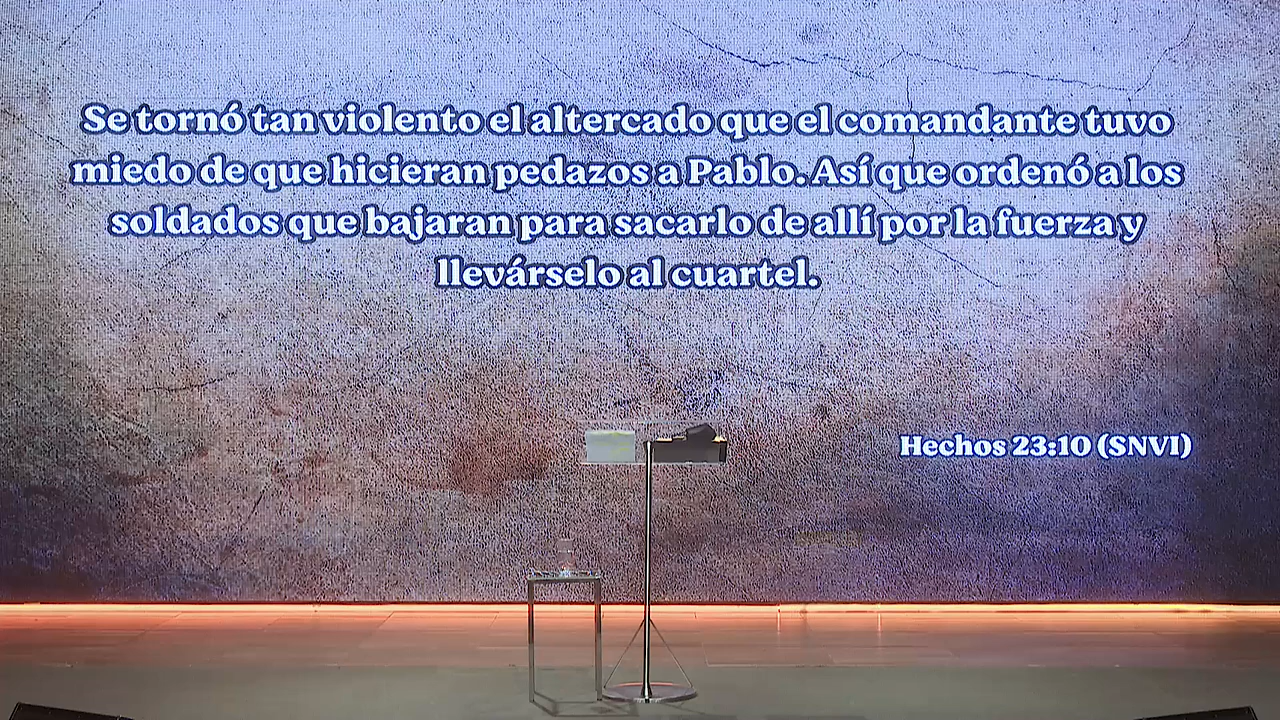 Se tornó tan violento el altercado que el comandante tuvo
miedo de que hicieran pedazos a Pablo. Así que ordenó a los
soldados que bajaran para sacarlo de allí por la fuerza y
llevárselo al cuartel.
Hechos 23:10 (SNVI)